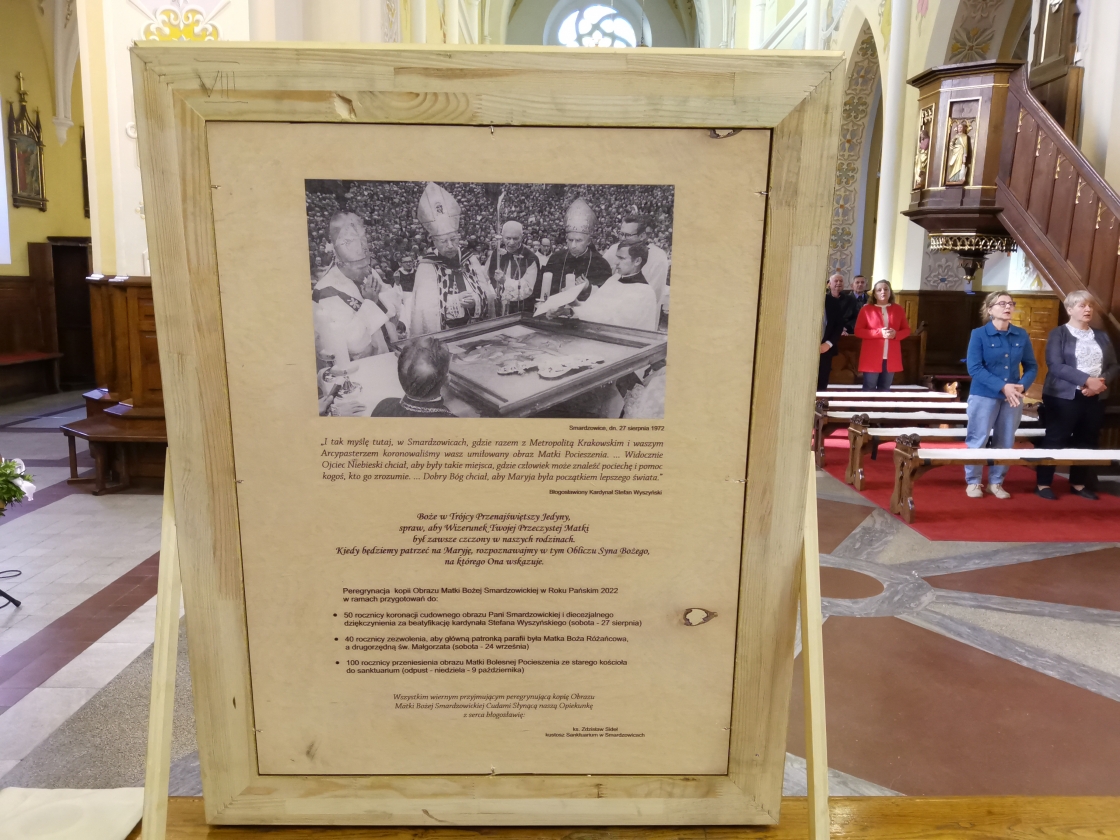 VII
Smardzowice, dn. 27 sierpnia 1972
„I tak myślę tutaj, w Smardzowicach, gdzie razem z Metropolitą Krakowskim i waszym
Arcypasterzem koronowaliśmy wasz umiłowany obraz Matki Pocieszenia. ... Widocznie
Ojciec Niebieski chciał, aby były takie miejsca, gdzie człowiek może znaleźć pociechę i pomoc
kogoś, kto go zrozumie. ... Dobry Bóg chciał, aby Maryja była początkiem lepszego świata.”
Błogosławiony Kardynał Stefan Wyszyński
Boże w Trójcy Przenajświętszy Jedyny,
spraw, aby Wizerunek Twojej Przeczystej Matki
był zawsze czczony w naszych rodzinach.
Kiedy będziemy patrzeć na Maryję, rozpoznawajmy w tym Obliczu Syna Bożego,
na którego Ona wskazuje.
Peregrynacja kopii Obrazu Matki Bożej Smardzowickiej w Roku Pańskim 2022
w ramach przygotowań do:
• 50 rocznicy koronacji cudownego obrazu Pani Smardzowickiej i diecezjalnego
dziękczynienia za beatyfikację kardynała Stefana Wyszyńskiego (sobota - 27 sierpnia)
• 40 rocznicy zezwolenia, aby główną patronką parafii była Matka Boża Różańcowa,
a drugorzędną św. Małgorzata (sobota - 24 września)
• 100 rocznicy przeniesienia obrazu Matki Bolesnej Pocieszenia ze starego kościoła
do sanktuarium (odpust - niedziela - 9 października)
Wszystkim wiernym przyjmującym peregrynującą kopię Obrazu
Matki Bożej Smardzowickiej Cudami Słynącą naszą Opiekunkę
z serca błogosławię:
ks. Zdzisław Sidel
kustosz Sanktuarium w Smardzowicach